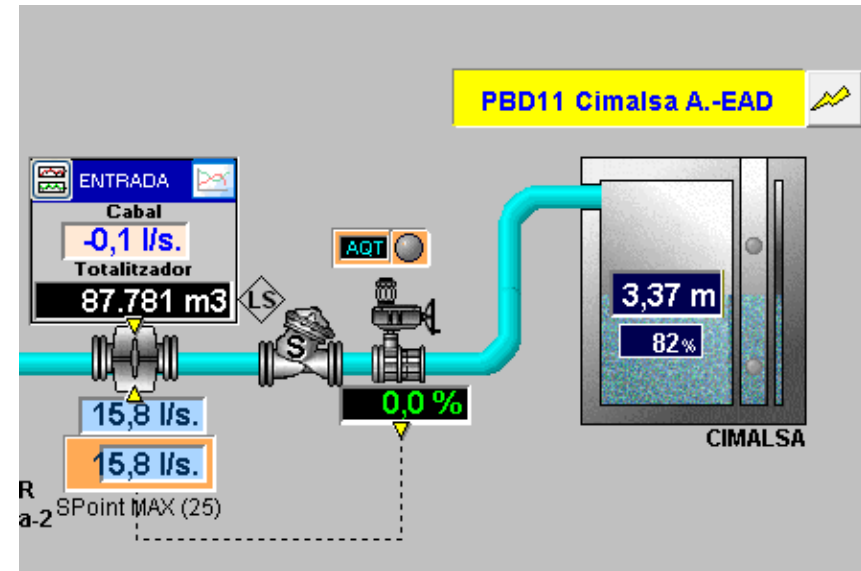 PBD11 Cimalsa A.-EAD
ENTRADA
Cabal
-0,1 l/s.
Totalitzador
87.781 m3
LS
AQT
S
3,37 m
82%
0,0 %
15,8 l/s.
15,8 l/s.
CIMALSA
R
a-2
SPoint MAX (25)